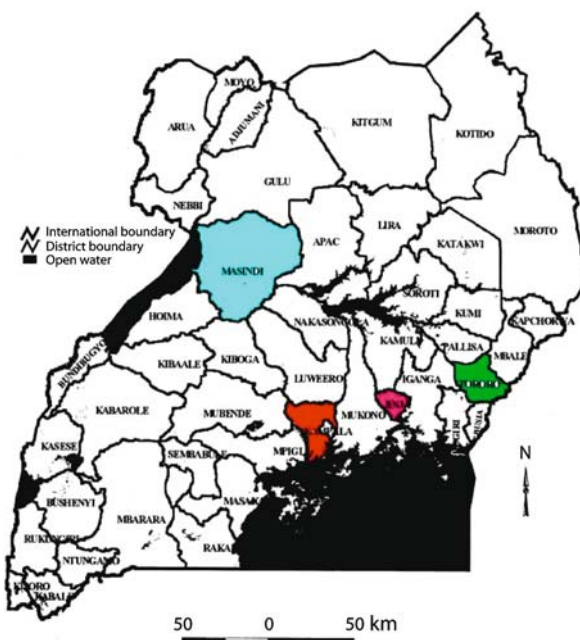 MOYO
ADJUMANI
ARUA
KITGUM
KOTIDO
NEBBI
GULU
MOROTO
APAC
LIRA
KATAKWI
International boundary
District boundary
Open water
MASINDI
SOROTI
KUMI
KAPCHORWA
HOIMA
NAKASONGOLA
KAMULI
PALLISA
MBALE
BUNDIBUGYO
KIBAALE
KIBOGA
LUWEERO
IGANGA
TORORO
KABAROLE
MUBENDE
MUKONO
KASESE
SEMBABULE
MPIGI
MASAKA
BUSHENYI
MBARARA
RAKAI
RUKUNGIRI
NTUNGAMO
N
50 0 50 km